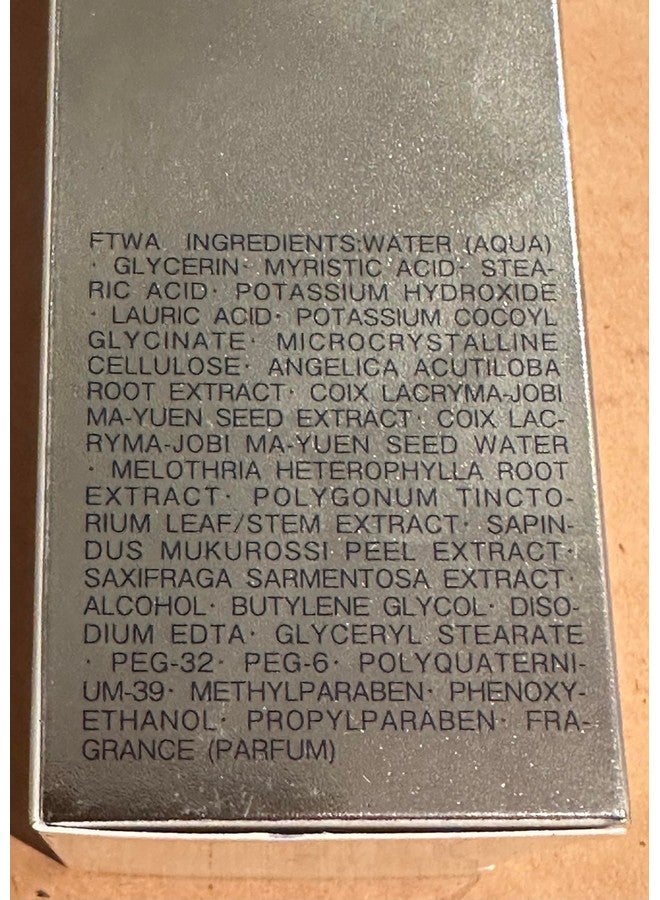 FTWA INGREDIENTS:WATER (AQUA)
· GLYCERIN· MYRISTIC ACID· STEA-
RIC ACID· POTASSIUM HYDROXIDE
· LAURIC ACID· POTASSIUM COCOYL
GLYCINATE· MICROCRYSTALLINE
CELLULOSE· ANGELICA ACUTILOBA
ROOT EXTRACT· COIX LACRYMA-JOBI
MA-YUEN SEED EXTRACT· COIX LAC-
RYMA-JOBI MA-YUEN SEED WATER
· MELOTHRIA HETEROPHYLLA ROOT
EXTRACT· POLYGONUM TINCTO-
RIUM LEAF/STEM EXTRACT· SAPIN-
DUS MUKUROSSI PEEL EXTRACT·
SAXIFRAGA SARMENTOSA EXTRACT·
ALCOHOL· BUTYLENE GLYCOL· DISO-
DIUM EDTA· GLYCERYL STEARATE
· PEG-32· PEG-6· POLYQUATERNI-
UM-39· METHYLPARABEN· PHENOXY-
ETHANOL· PROPYLPARABEN· FRA-
GRANCE (PARFUM)